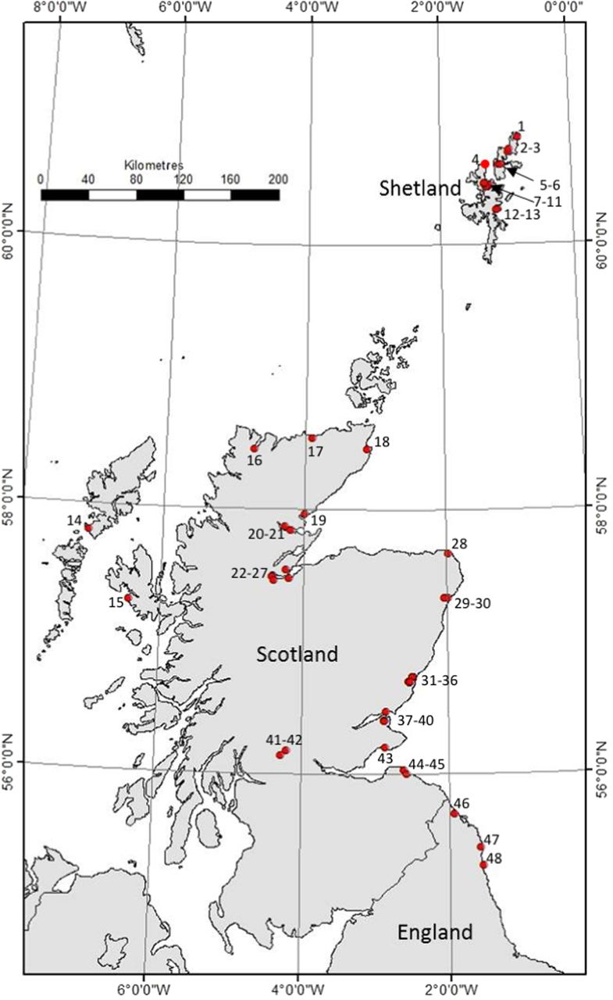 8°0'0"W 6°0'0"W 4°0'0"W 2°0'0"W 0°0'0"
1
2-3
Kilometres
4
0 40 80 120 160 200
5-6
Shetland
7-11
12-13
60°0'0"N 60°0'0"N
18
17
16
58°0'0"N 58°0'0"N
14
19
20-21
28
22-27
15
29-30
Scotland
31-36
37-40
41-42
43
44-45
56°0'0"N 56°0'0"N
46
47
48
England
6°0'0"W 4°0'0"W 2°0'0"W